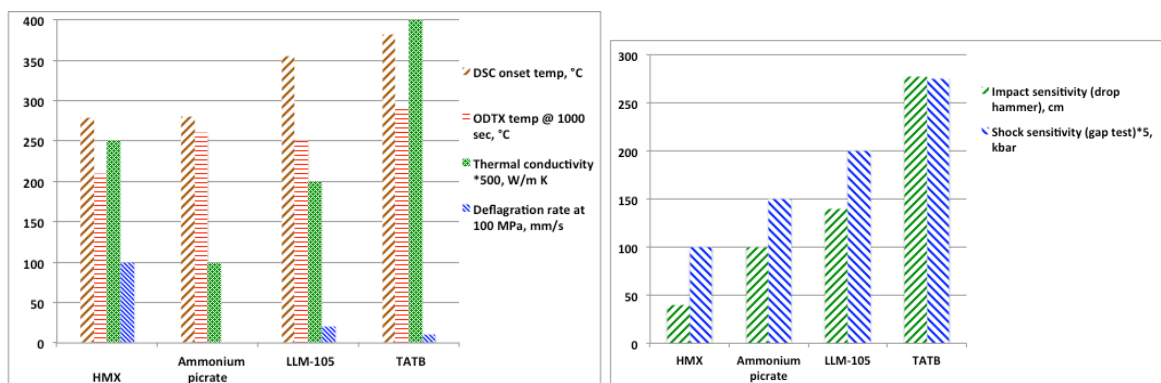 400
350
300
250
200
150
100
50
0
HMX
Ammonium
picrate
LLM-105
TATB
DSC onset temp, °C
ODTX temp @ 1000
sec, °C
Thermal conductivity
*500, W/m K
Deflagration rate at
100 MPa, mm/s
300
250
200
150
100
50
0
HMX
Ammonium
picrate
LLM-105
TATB
Impact sensitivity (drop
hammer), cm
Shock sensitivity (gap test)*5,
kbar